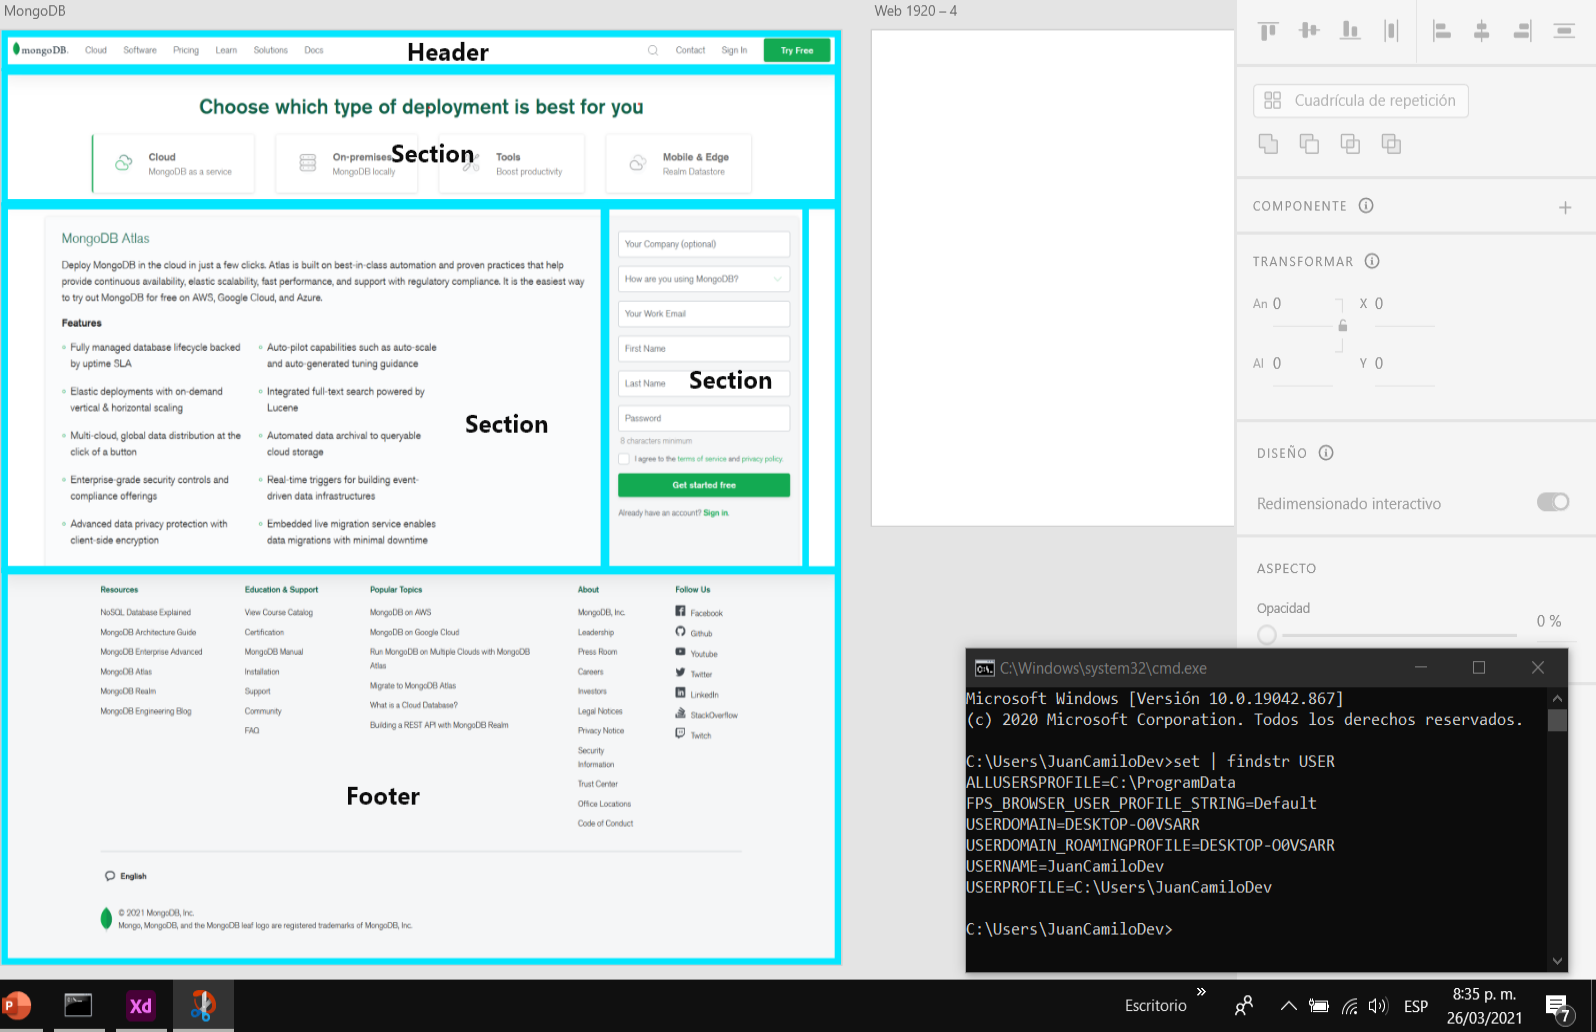 MongoDB
Web 1920 – 4
mongoDB.
Cloud
Software
Pricing
Learn
Solutions
Docs
Header
Contact
Sign In
Try Free
Choose which type of deployment is best for you
Cloud
MongoDB as a service
On-premises
MongoDB locally
Section
Tools
Boost productivity
Mobile & Edge
Realm Datastore
MongoDB Atlas
Deploy MongoDB in the cloud in just a few clicks. Atlas is built on best-in-class automation and proven practices that help
provide continuous availability, elastic scalability, fast performance, and support with regulatory compliance. It is the easiest way
to try out MongoDB for free on AWS, Google Cloud, and Azure.
Features
Fully managed database lifecycle backed
by uptime SLA
Elastic deployments with on-demand
vertical & horizontal scaling
Multi-cloud, global data distribution at the
click of a button
Enterprise-grade security controls and
compliance offerings
Advanced data privacy protection with
client-side encryption
Auto-pilot capabilities such as auto-scale
and auto-generated tuning guidance
Integrated full-text search powered by
Lucene
Automated data archival to queryable
cloud storage
Real-time triggers for building event-
driven data infrastructures
Embedded live migration service enables
data migrations with minimal downtime
Section
Your Company (optional)
How are you using MongoDB?
Your Work Email
First Name
Last Name
Section
Password
8 characters minimum
I agree to the terms of service and privacy policy.
Get started free
Already have an account? Sign in.
Resources
NoSQL Database Explained
MongoDB Architecture Guide
MongoDB Enterprise Advanced
MongoDB Atlas
MongoDB Realm
MongoDB Engineering Blog
Education & Support
View Course Catalog
Certification
MongoDB Manual
Installation
Support
Community
FAQ
Popular Topics
MongoDB on AWS
MongoDB on Google Cloud
Run MongoDB on Multiple Clouds with MongoDB
Atlas
Migrate to MongoDB Atlas
What is a Cloud Database?
Building a REST API with MongoDB Realm
About
MongoDB, Inc.
Leadership
Press Room
Careers
Investors
Legal Notices
Privacy Notice
Security
Information
Trust Center
Office Locations
Code of Conduct
Follow Us
Facebook
Github
Youtube
Twitter
LinkedIn
StackOverflow
Twitch
Footer
English
© 2021 MongoDB, Inc.
Mongo, MongoDB, and the MongoDB leaf logo are registered trademarks of MongoDB, Inc.
Cuadrícula de repetición
COMPONENTE
TRANSFORMAR
An 0
X 0
Al 0
Y 0
DISEÑO
Redimensionado interactivo
ASPECTO
Opacidad
0 %
C:\Windows\system32\cmd.exe
Microsoft Windows [Versión 10.0.19042.867]
(c) 2020 Microsoft Corporation. Todos los derechos reservados.
C:\Users\JuanCamiloDev>set | findstr USER
ALLUSERSPROFILE=C:\ProgramData
FPS_BROWSER_USER_PROFILE_STRING=Default
USERDOMAIN=DESKTOP-O0VSARR
USERDOMAIN_ROAMINGPROFILE=DESKTOP-O0VSARR
USERNAME=JuanCamiloDev
USERPROFILE=C:\Users\JuanCamiloDev
C:\Users\JuanCamiloDev>
P
Xd
Escritorio
»
ESP
8:35 p. m.
26/03/2021
7